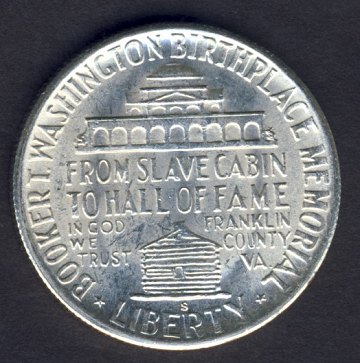 BOOKER T. WASHINGTON BIRTHPLACE MEMORIAL
FROM SLAVE CABIN
TO HALL OF FAME
IN GOD
WE
TRUST
FRANKLIN
COUNTY
VA.
S
LIBERTY